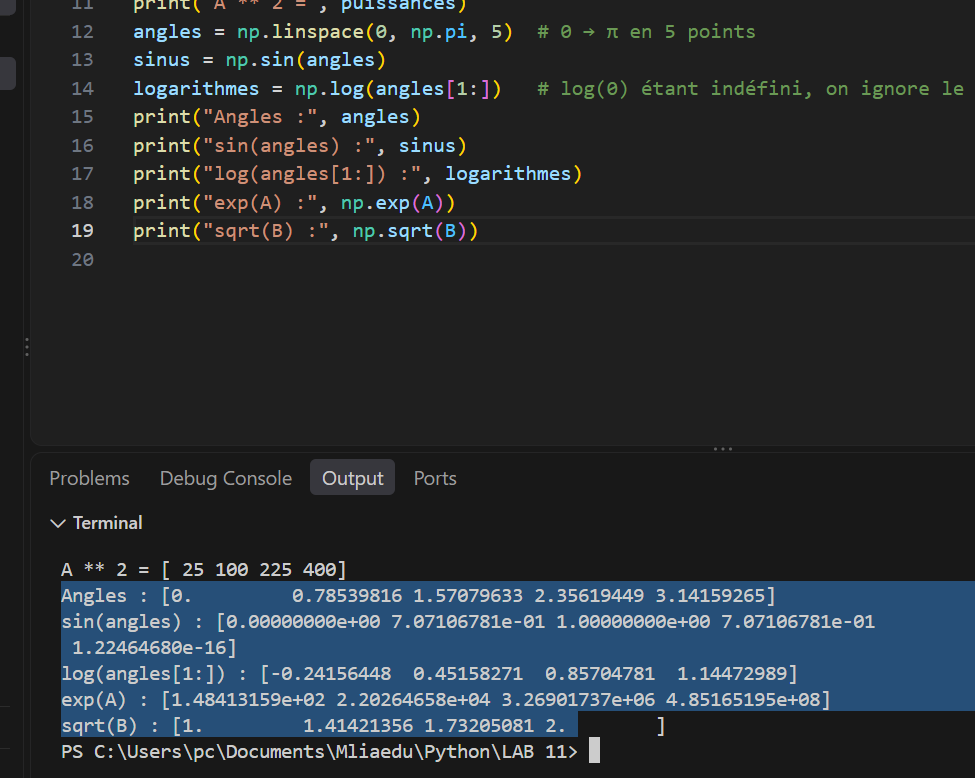 11 print("A ** 2 =", puissances)
12 angles = np.linspace(0, np.pi, 5)  # 0 → π en 5 points
13 sinus = np.sin(angles)
14 logarithmes = np.log(angles[1:])   # log(0) étant indéfini, on ignore le
15 print("Angles :", angles)
16 print("sin(angles) :", sinus)
17 print("log(angles[1:]) :", logarithmes)
18 print("exp(A) :", np.exp(A))
19 print("sqrt(B) :", np.sqrt(B))
20
Problems Debug Console Output Ports
Terminal
A ** 2 = [ 25 100 225 400]
Angles : [0.         0.78539816 1.57079633 2.35619449 3.14159265]
sin(angles) : [0.00000000e+00 7.07106781e-01 1.00000000e+00 7.07106781e-01
 1.22464680e-16]
log(angles[1:]) : [-0.24156448  0.45158271  0.85704781  1.14472989]
exp(A) : [1.48413159e+02 2.20264658e+04 3.26901737e+06 4.85165195e+08]
sqrt(B) : [1.         1.41421356 1.73205081 2.        ]
PS C:\Users\pc\Documents\Mliaedu\Python\LAB 11>